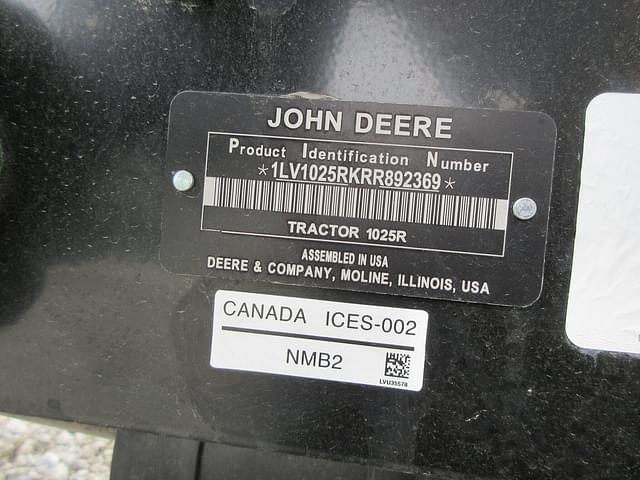 JOHN DEERE
Product Identification Number
*1LV1025RKRR892369*
TRACTOR 1025R
ASSEMBLED IN USA
DEERE & COMPANY, MOLINE, ILLINOIS, USA
CANADA ICES-002
NMB2
LVU35578